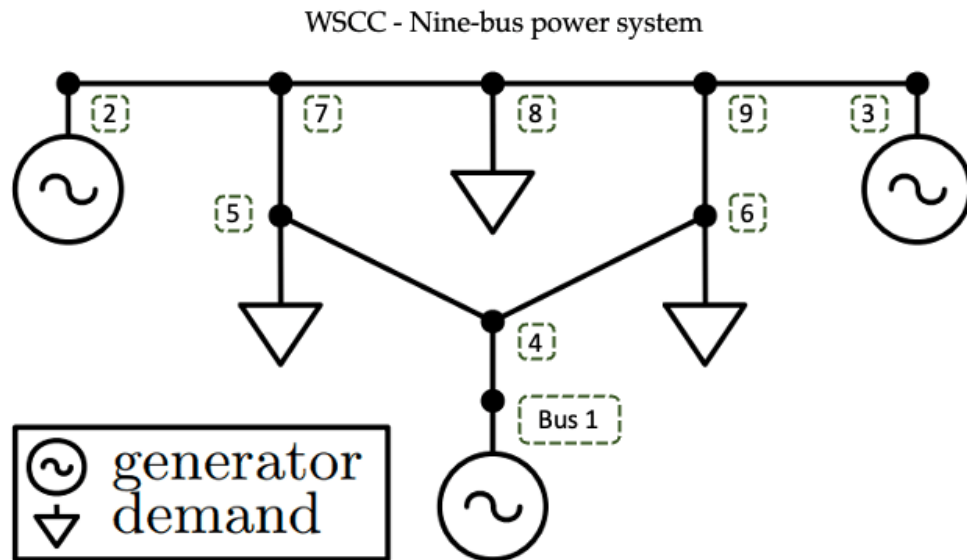 WSCC - Nine-bus power system
2
7
8
9
3
5
6
4
Bus 1
generator
demand